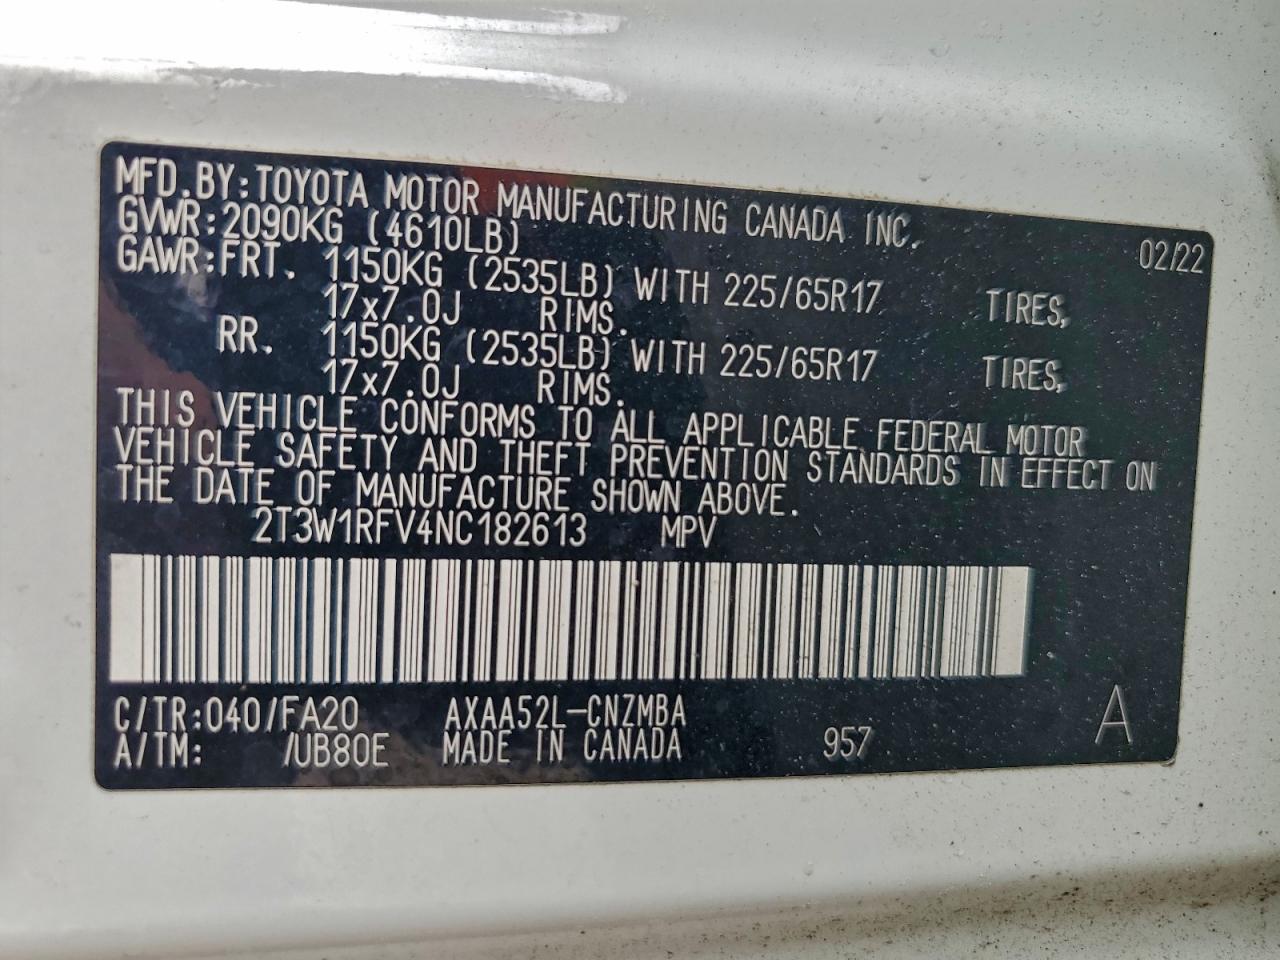 MFD.BY:TOYOTA MOTOR MANUFACTURING CANADA INC.
GVWR:2090KG (4610LB) 02/22
GAWR:FRT. 1150KG (2535LB) WITH 225/65R17 TIRES,
17x7.0J RIMS.
RR. 1150KG (2535LB) WITH 225/65R17 TIRES,
17x7.0J RIMS.
THIS VEHICLE CONFORMS TO ALL APPLICABLE FEDERAL MOTOR
VEHICLE SAFETY AND THEFT PREVENTION STANDARDS IN EFFECT ON
THE DATE OF MANUFACTURE SHOWN ABOVE.
2T3W1RFV4NC182613 MPV
C/TR:040/FA20 AXAA52L-CNZMBA
A/TM: /UB80E MADE IN CANADA 957 A